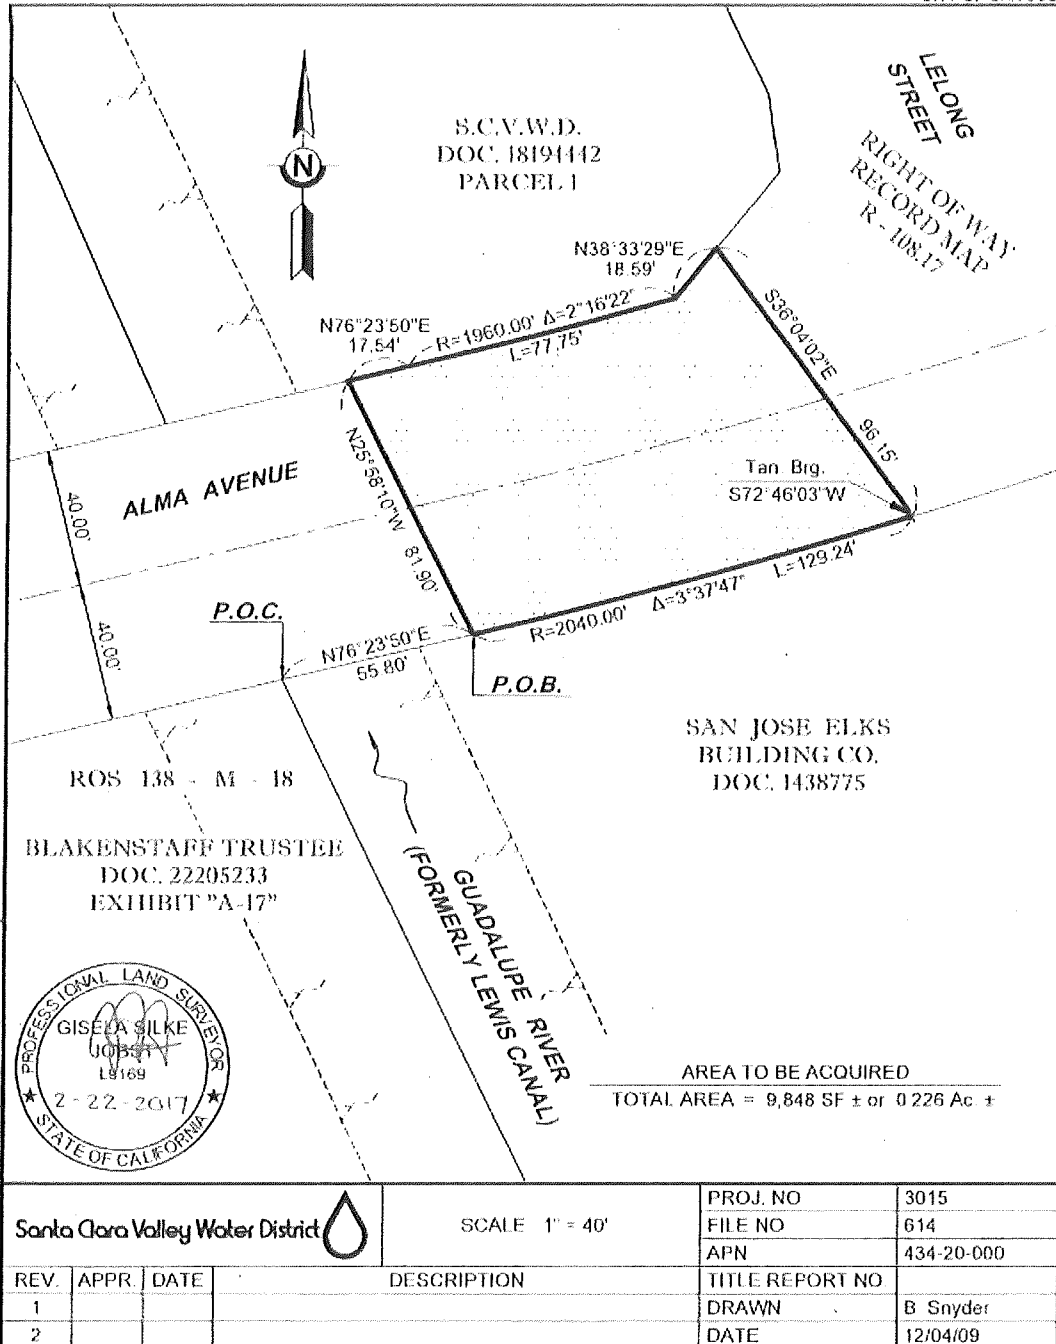 LELONG
STREET
S.C.V.W.D.
DOC. 18194442
PARCEL 1
RIGHT OF WAY
RECORD MAP
R - 108.17
N
N38°33'29"E
18.59'
N76°23'50"E
17.54'
R=1960.00' Δ=2°16'22"
L=77.75'
S36°04'02"E
96.15'
N25°58'10"W
81.90'
ALMA AVENUE
Tan Brg.
S72°46'03"W
40.00'
40.00'
P.O.C.
N76°23'50"E
55.80'
R=2040.00' Δ=3°37'47" L=129.24'
P.O.B.
SAN JOSE ELKS
BUILDING CO.
DOC. 1438775
ROS 138 - M - 18
BLAKENSTAFF TRUSTEE
DOC. 22205233
EXHIBIT "A-17"
GUADALUPE RIVER
(FORMERLY LEWIS CANAL)
PROFESSIONAL LAND SURVEYOR
GISELA SILKE
JOBST
L8169
2-22-2017
STATE OF CALIFORNIA
AREA TO BE ACQUIRED
TOTAL AREA = 9,848 SF ± or 0.226 Ac. ±
Santa Clara Valley Water District
SCALE 1" = 40'
PROJ. NO 3015
FILE NO 614
APN 434-20-000
REV. APPR. DATE DESCRIPTION TITLE REPORT NO
1 DRAWN B Snyder
2 DATE 12/04/09